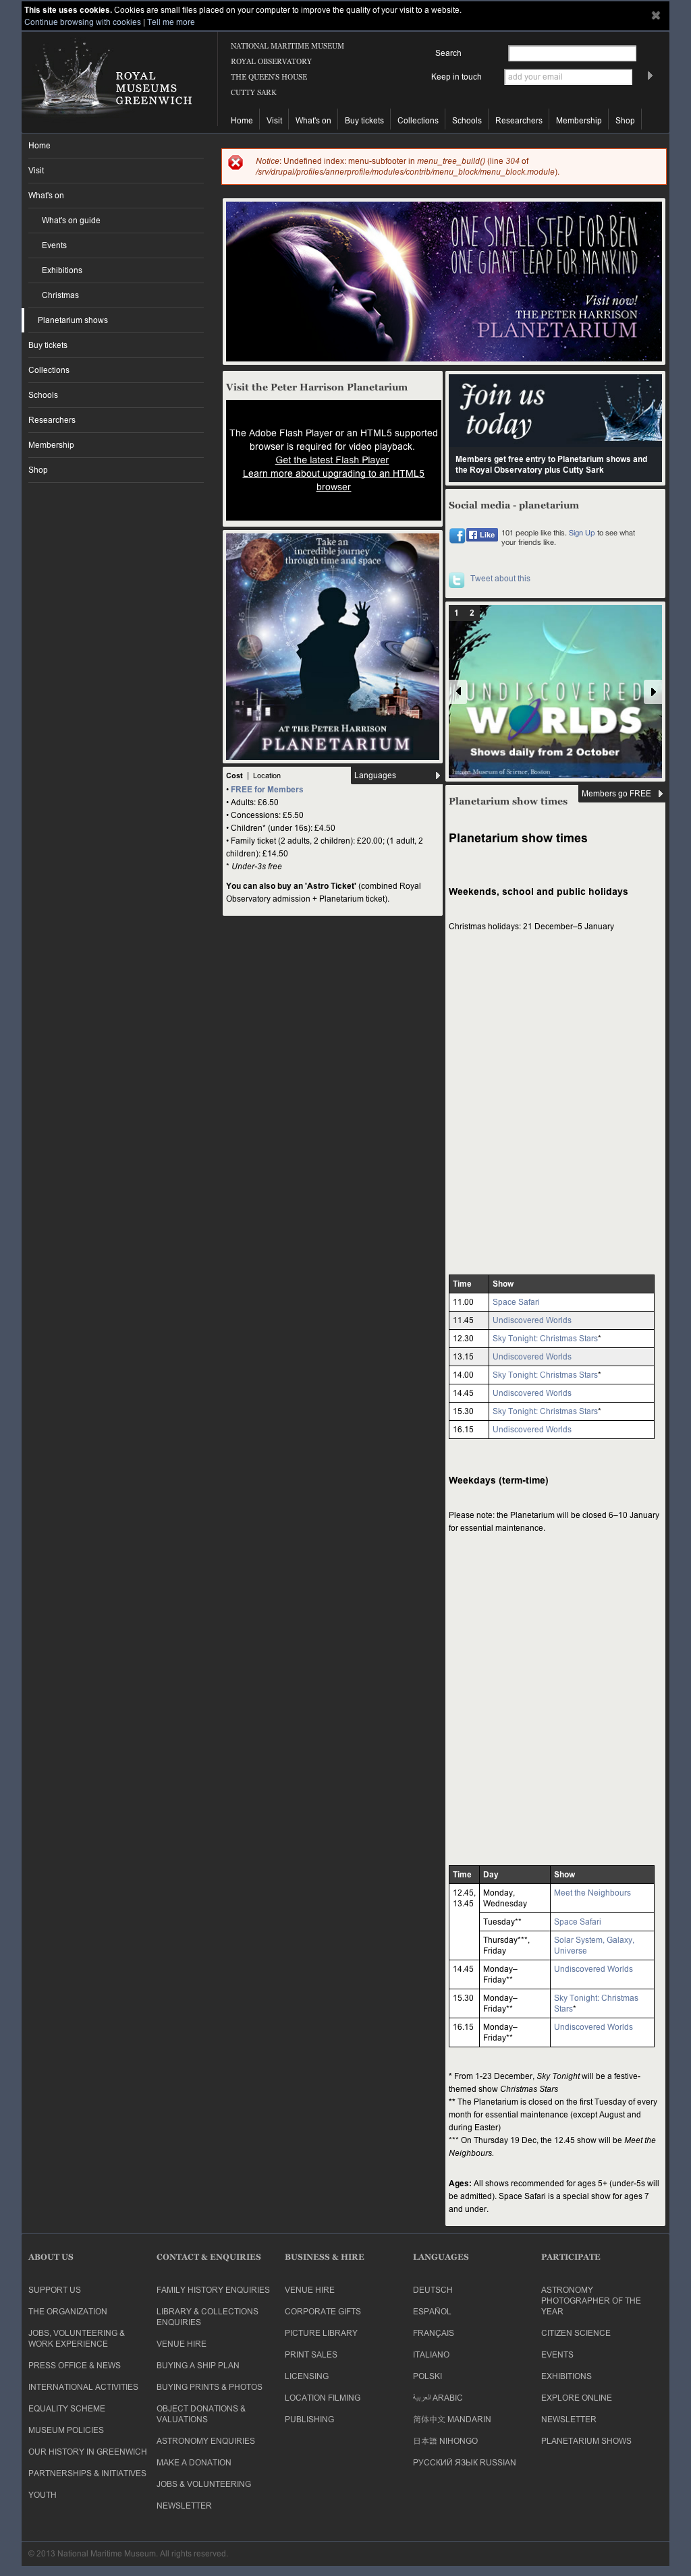 This site uses cookies. Cookies are small files placed on your computer to improve the quality of your visit to a website.
Continue browsing with cookies | Tell me more
ROYAL
MUSEUMS
GREENWICH
NATIONAL MARITIME MUSEUM
ROYAL OBSERVATORY
THE QUEEN'S HOUSE
CUTTY SARK
Search
Keep in touch
add your email
Home
Visit
What's on
Buy tickets
Collections
Schools
Researchers
Membership
Shop
Home
Visit
What's on
What's on guide
Events
Exhibitions
Christmas
Planetarium shows
Buy tickets
Collections
Schools
Researchers
Membership
Shop
Notice: Undefined index: menu-subfooter in menu_tree_build() (line 304 of
/srv/drupal/profiles/annerprofile/modules/contrib/menu_block/menu_block.module).
ONE SMALL STEP FOR BEN
ONE GIANT LEAP FOR MANKIND
Visit now!
THE PETER HARRISON
PLANETARIUM
Visit the Peter Harrison Planetarium
The Adobe Flash Player or an HTML5 supported
browser is required for video playback.
Get the latest Flash Player
Learn more about upgrading to an HTML5
browser
Take an
incredible journey
through time and space
AT THE PETER HARRISON
PLANETARIUM
Cost | Location
Languages
• FREE for Members
• Adults: £6.50
• Concessions: £5.50
• Children* (under 16s): £4.50
• Family ticket (2 adults, 2 children): £20.00; (1 adult, 2
children): £14.50
* Under-3s free
You can also buy an 'Astro Ticket' (combined Royal
Observatory admission + Planetarium ticket).
Join us
today
Members get free entry to Planetarium shows and
the Royal Observatory plus Cutty Sark
Social media - planetarium
Like
101 people like this. Sign Up to see what
your friends like.
Tweet about this
1 2
UNDISCOVERED
WORLDS
Shows daily from 2 October
Image: Museum of Science, Boston
Planetarium show times
Members go FREE
Planetarium show times
Weekends, school and public holidays
Christmas holidays: 21 December–5 January
Time Show
11.00 Space Safari
11.45 Undiscovered Worlds
12.30 Sky Tonight: Christmas Stars*
13.15 Undiscovered Worlds
14.00 Sky Tonight: Christmas Stars*
14.45 Undiscovered Worlds
15.30 Sky Tonight: Christmas Stars*
16.15 Undiscovered Worlds
Weekdays (term-time)
Please note: the Planetarium will be closed 6–10 January
for essential maintenance.
Time Day Show
12.45, Monday, Meet the Neighbours
13.45 Wednesday
Tuesday** Space Safari
Thursday***, Solar System, Galaxy,
Friday Universe
14.45 Monday– Undiscovered Worlds
Friday**
15.30 Monday– Sky Tonight: Christmas
Friday** Stars*
16.15 Monday– Undiscovered Worlds
Friday**
* From 1-23 December, Sky Tonight will be a festive-
themed show Christmas Stars
** The Planetarium is closed on the first Tuesday of every
month for essential maintenance (except August and
during Easter)
*** On Thursday 19 Dec, the 12.45 show will be Meet the
Neighbours.
Ages: All shows recommended for ages 5+ (under-5s will
be admitted). Space Safari is a special show for ages 7
and under.
ABOUT US
SUPPORT US
THE ORGANIZATION
JOBS, VOLUNTEERING &
WORK EXPERIENCE
PRESS OFFICE & NEWS
INTERNATIONAL ACTIVITIES
EQUALITY SCHEME
MUSEUM POLICIES
OUR HISTORY IN GREENWICH
PARTNERSHIPS & INITIATIVES
YOUTH
CONTACT & ENQUIRIES
FAMILY HISTORY ENQUIRIES
LIBRARY & COLLECTIONS
ENQUIRIES
VENUE HIRE
BUYING A SHIP PLAN
BUYING PRINTS & PHOTOS
OBJECT DONATIONS &
VALUATIONS
ASTRONOMY ENQUIRIES
MAKE A DONATION
JOBS & VOLUNTEERING
NEWSLETTER
BUSINESS & HIRE
VENUE HIRE
CORPORATE GIFTS
PICTURE LIBRARY
PRINT SALES
LICENSING
LOCATION FILMING
PUBLISHING
LANGUAGES
DEUTSCH
ESPAÑOL
FRANÇAIS
ITALIANO
POLSKI
العربية ARABIC
简体中文 MANDARIN
日本語 NIHONGO
РУССКИЙ ЯЗЫК RUSSIAN
PARTICIPATE
ASTRONOMY
PHOTOGRAPHER OF THE
YEAR
CITIZEN SCIENCE
EVENTS
EXHIBITIONS
EXPLORE ONLINE
NEWSLETTER
PLANETARIUM SHOWS
© 2013 National Maritime Museum. All rights reserved.